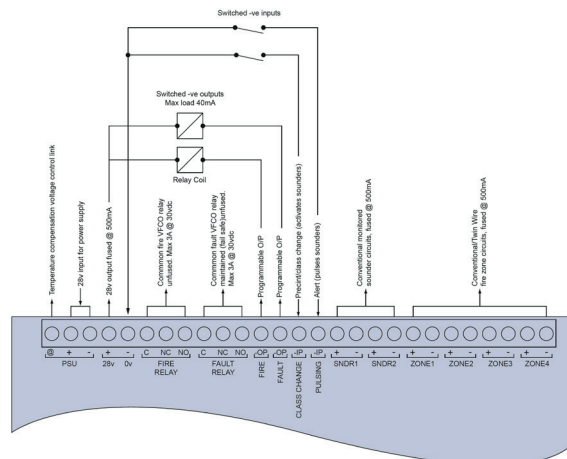 Switched -ve inputs
Switched -ve outputs
Max load 40mA
Relay Coil
Temperature compensation voltage control link
28v input for power supply
28v output fused @ 500mA
Commmon fire VFCO relay
unfused. Max 3A @ 30vdc
Commmon fault VFCO relay
maintained (fail safe)unfused.
Max 3A @ 30vdc
Programmable O/P
Programmable O/P
Precint/class change (activates sounders)
Alert (pulses sounders)
Conventional monitored
sounder circuits, fused @ 500mA
Conventional/Twin Wire
fire zone circuits, fused @ 500mA
@ + - + - C NC NO C NC NO -OP -OP -IP -IP + - + - + - + - + - + -
PSU
28v 0v
FIRE
RELAY
FAULT
RELAY
FIRE
FAULT
CLASS CHANGE
PULSING
SNDR1
SNDR2
ZONE1
ZONE2
ZONE3
ZONE4